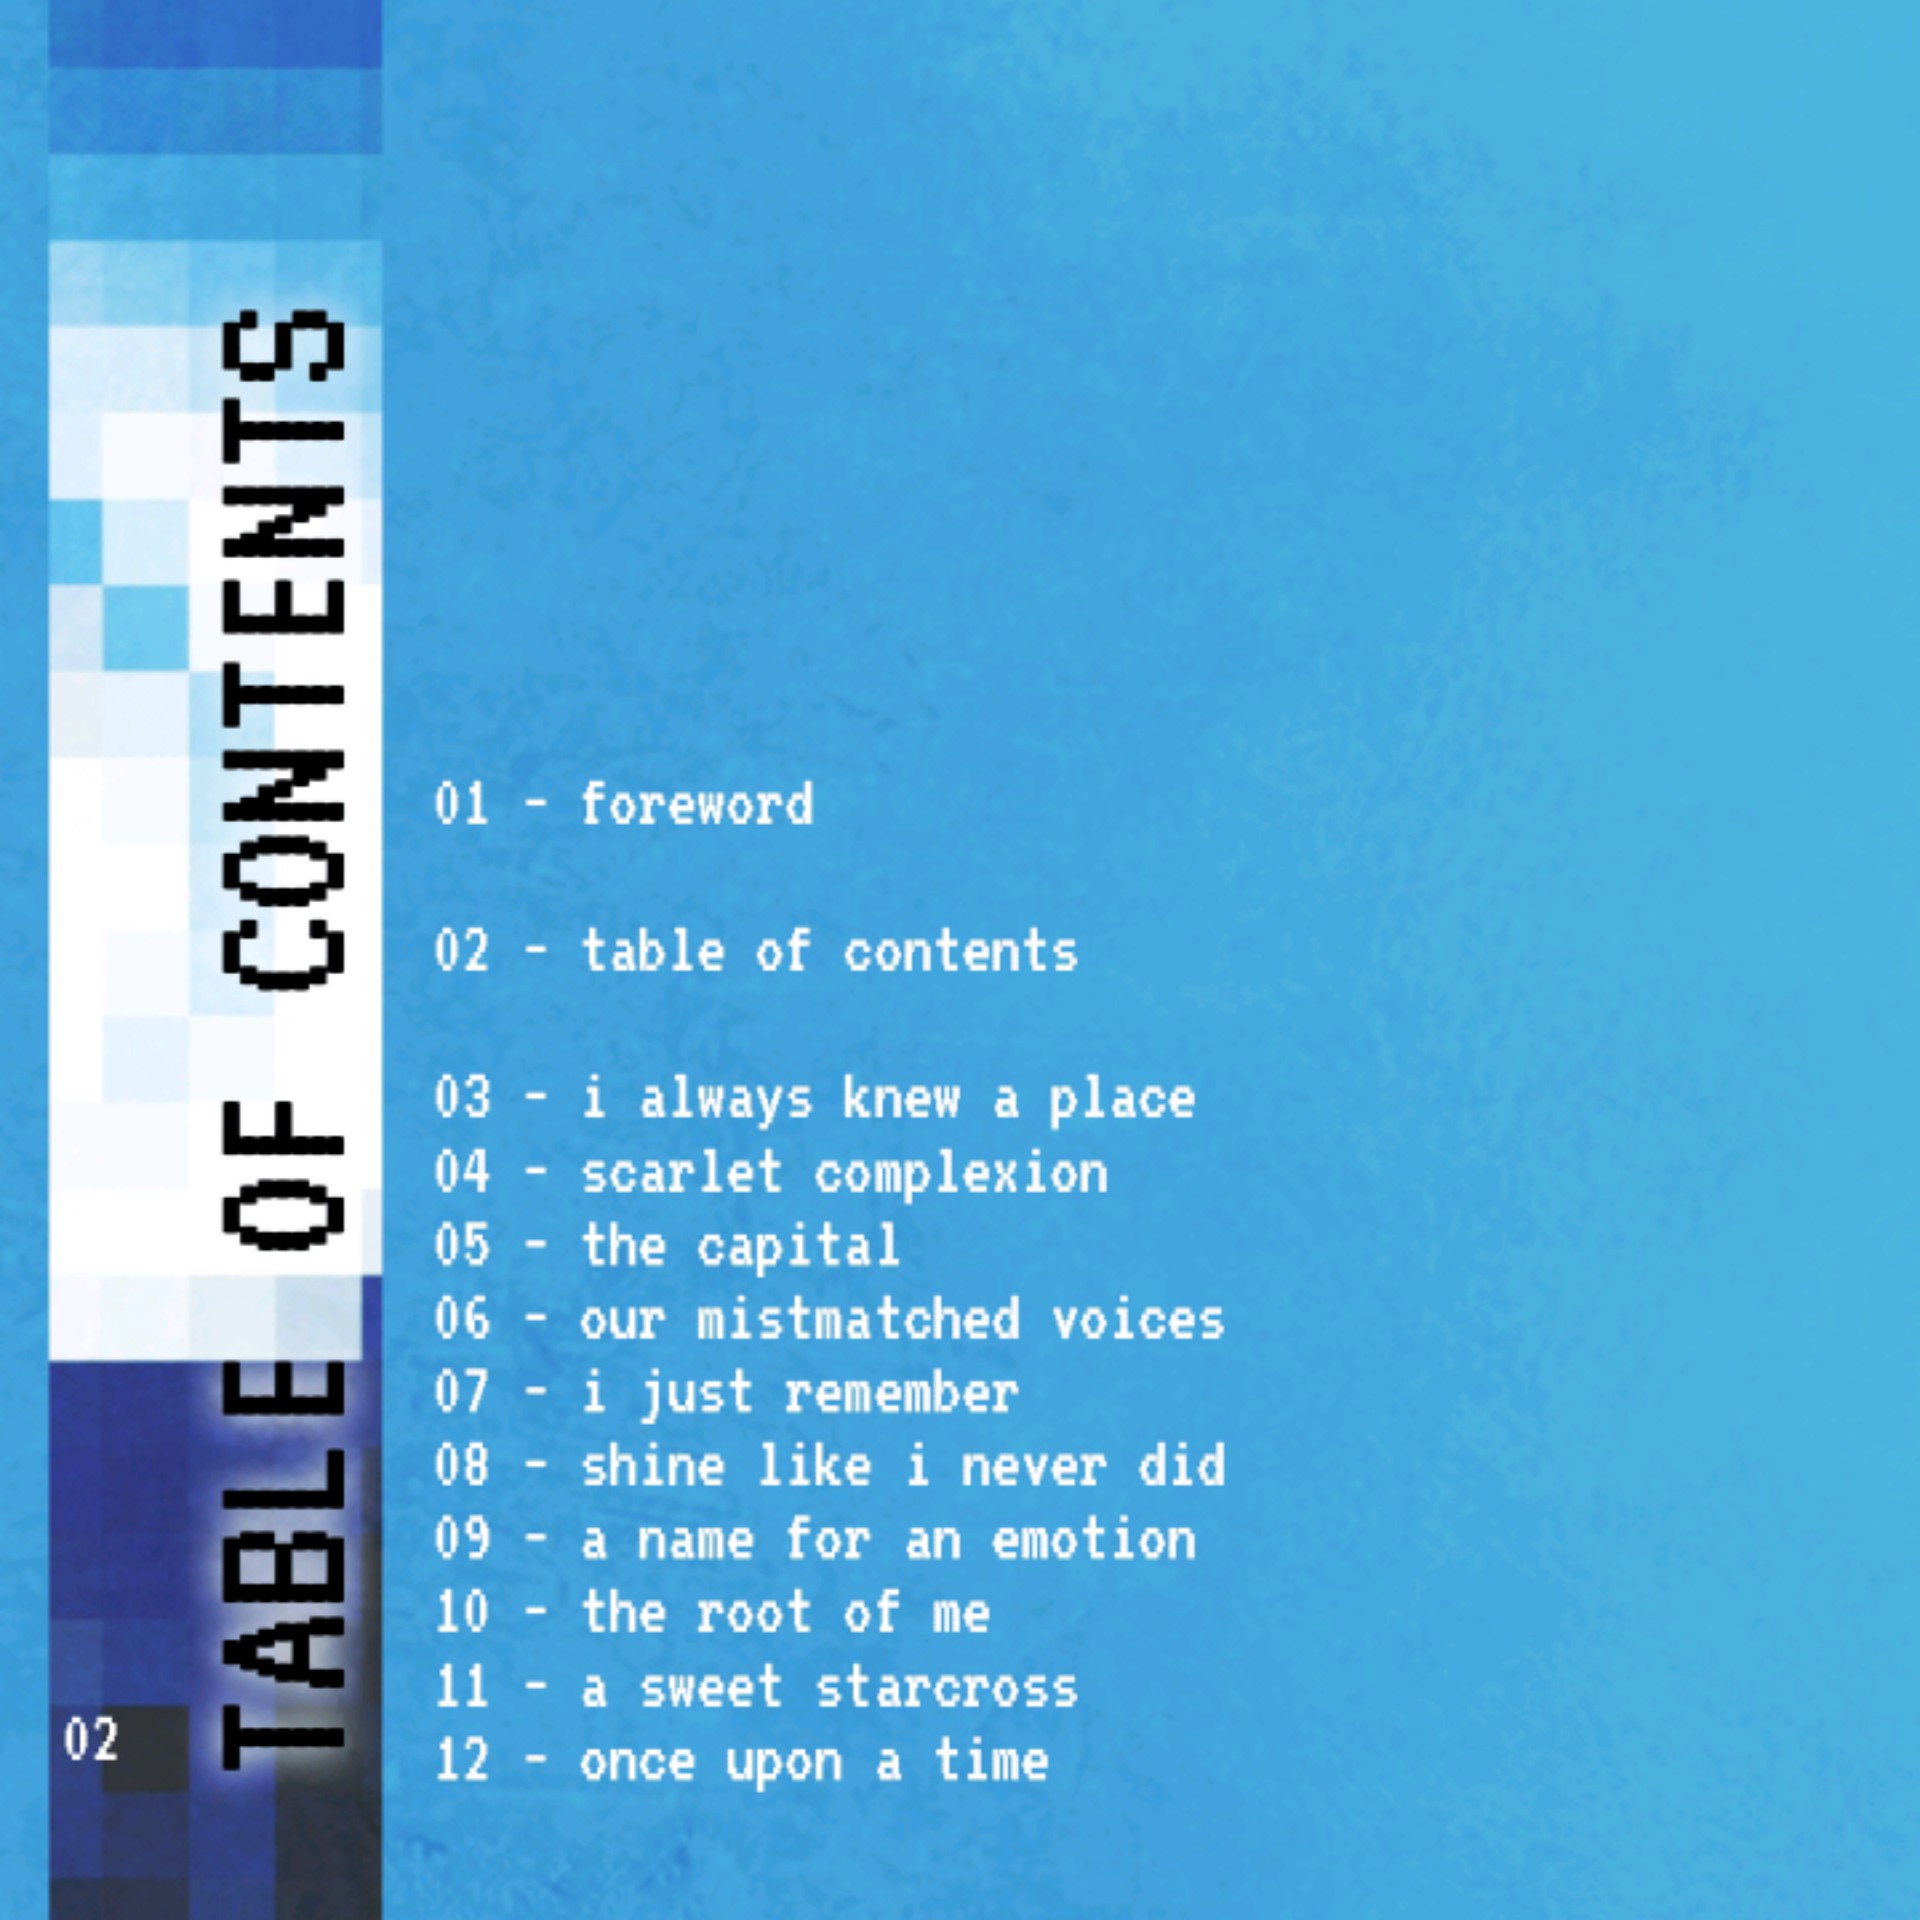 TABLE OF CONTENTS
01 - foreword
02 - table of contents
03 - i always knew a place
04 - scarlet complexion
05 - the capital
06 - our mistmatched voices
07 - i just remember
08 - shine like i never did
09 - a name for an emotion
10 - the root of me
11 - a sweet starcross
12 - once upon a time
02